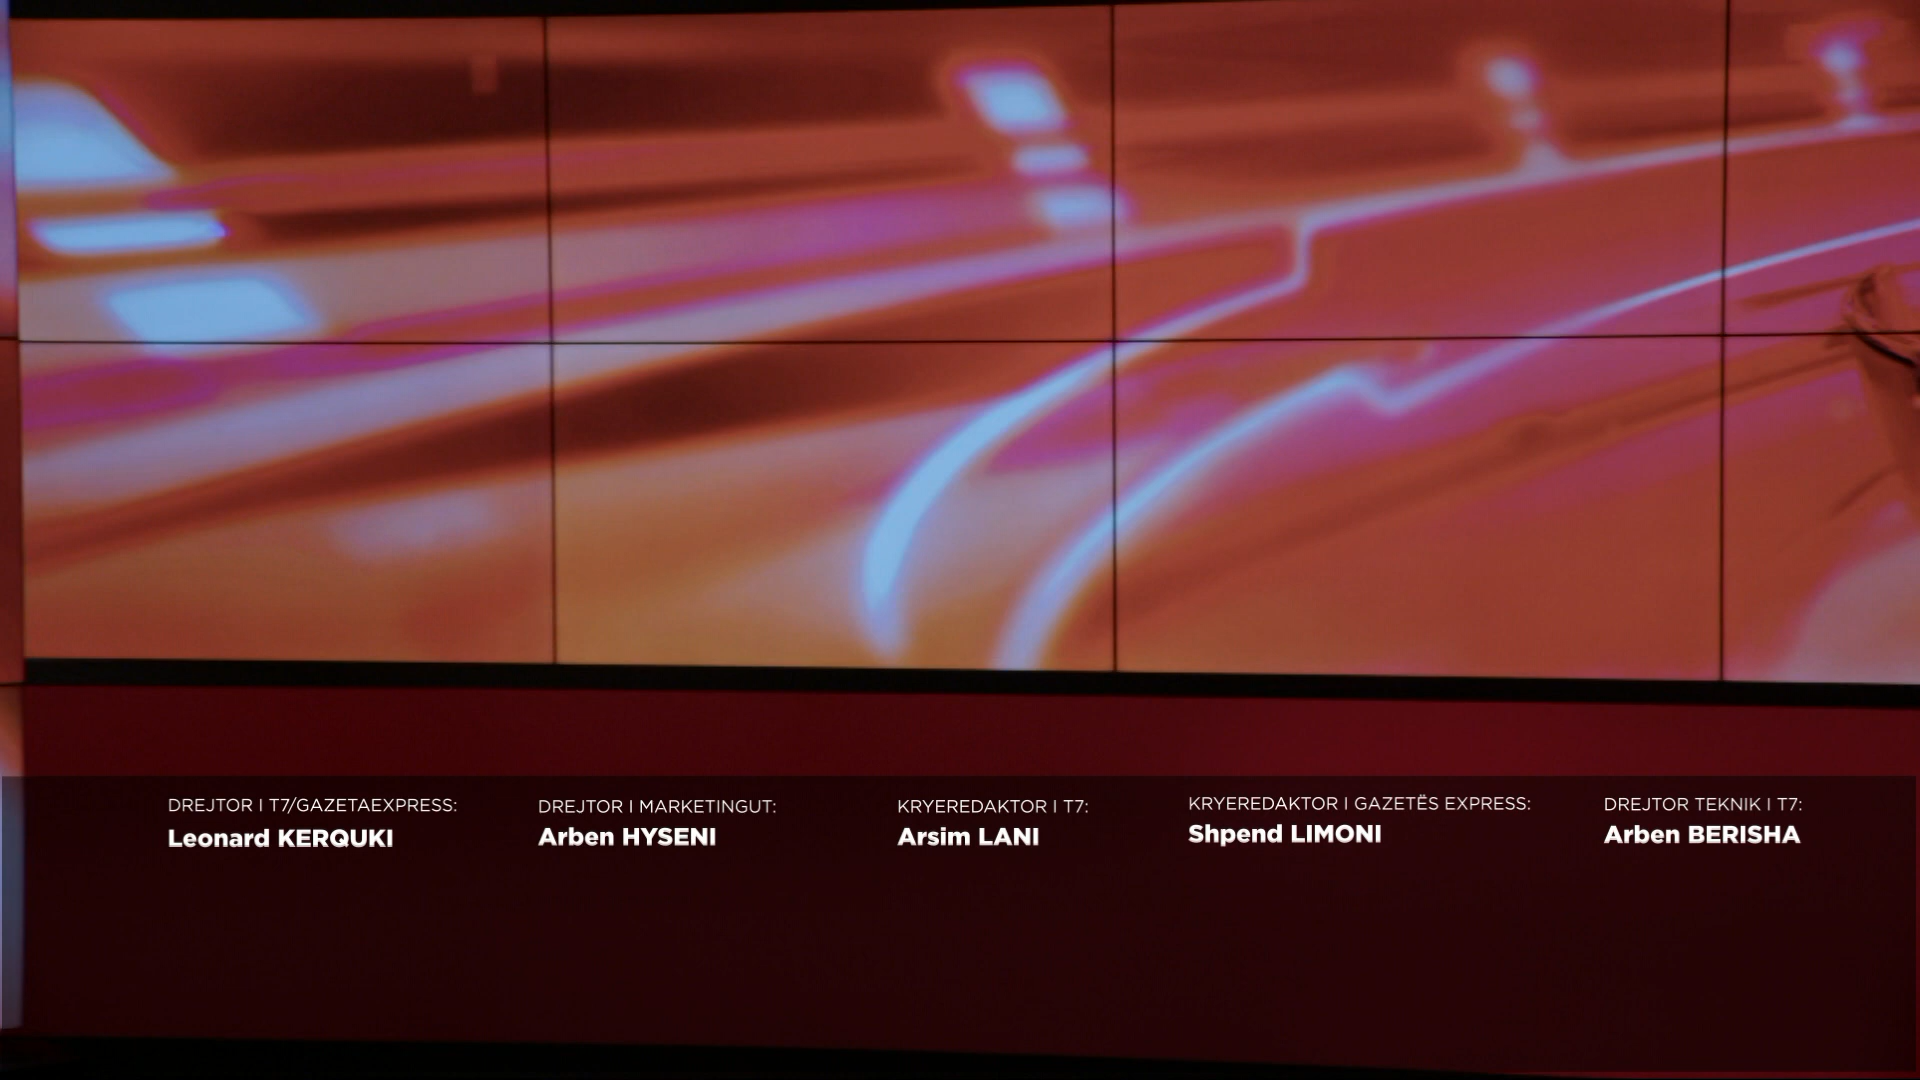 DREJTOR I T7/GAZETAEXPRESS:
Leonard KERQUKI
DREJTOR I MARKETINGUT:
Arben HYSENI
KRYEREDAKTOR I T7:
Arsim LANI
KRYEREDAKTOR I GAZETËS EXPRESS:
Shpend LIMONI
DREJTOR TEKNIK I T7:
Arben BERISHA